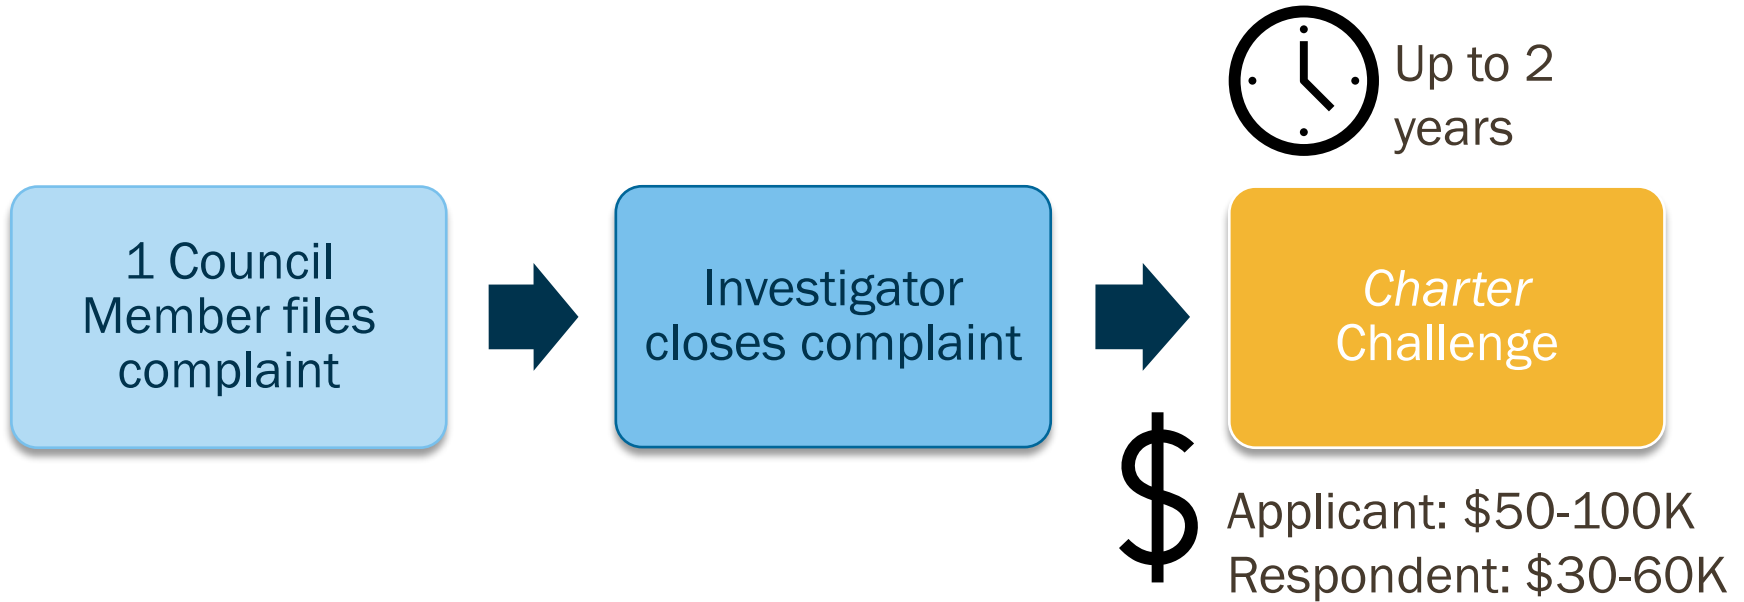 Up to 2
years
1 Council
Member files
complaint
Investigator
closes complaint
Charter
Challenge
Applicant: $50-100K
Respondent: $30-60K